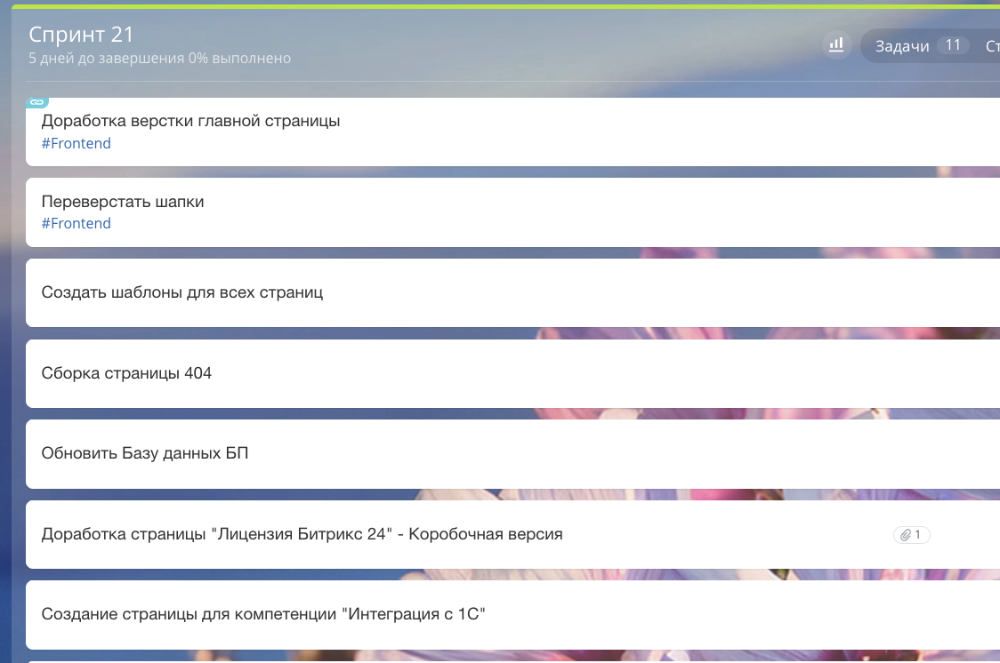 Спринт 21
5 дней до завершения 0% выполнено
Задачи 11
Доработка верстки главной страницы
#Frontend
Переверстать шапки
#Frontend
Создать шаблоны для всех страниц
Сборка страницы 404
Обновить Базу данных БП
Доработка страницы "Лицензия Битрикс 24" - Коробочная версия
1
Создание страницы для компетенции "Интеграция с 1С"